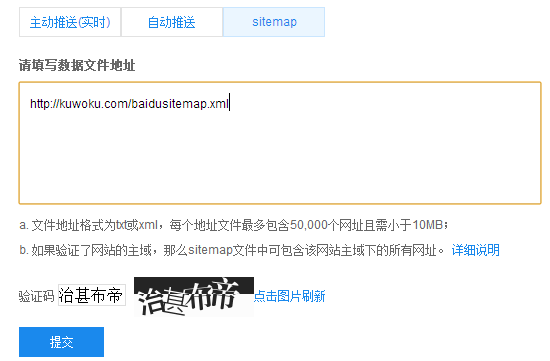 主动推送(实时) 自动推送 sitemap
请填写数据文件地址
http://kuwoku.com/baidusitemap.xml
a. 文件地址格式为txt或xml，每个地址文件最多包含50,000个网址且需小于10MB；
b. 如果验证了网站的主域，那么sitemap文件中可包含该网站主域下的所有网址。 详细说明
验证码 治甚布帝 治甚布帝 点击图片刷新
提交